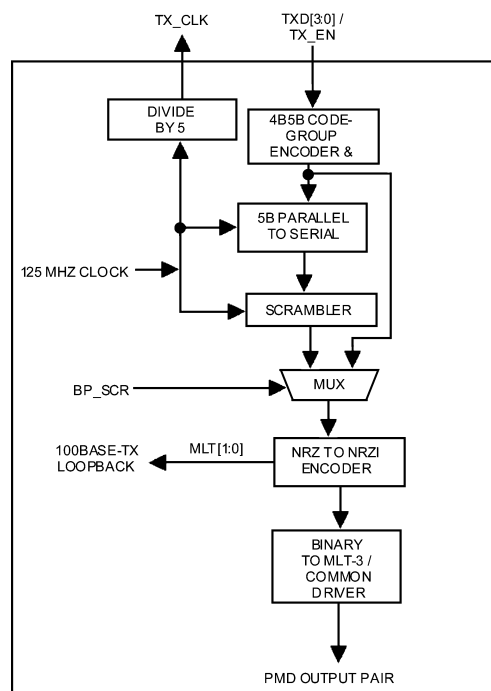 TX_CLK
TXD[3:0] /
TX_EN
DIVIDE
BY 5
4B5B CODE-
GROUP
ENCODER &
5B PARALLEL
TO SERIAL
125 MHZ CLOCK
SCRAMBLER
BP_SCR
MUX
100BASE-TX
LOOPBACK
MLT[1:0]
NRZ TO NRZI
ENCODER
BINARY
TO MLT-3 /
COMMON
DRIVER
PMD OUTPUT PAIR